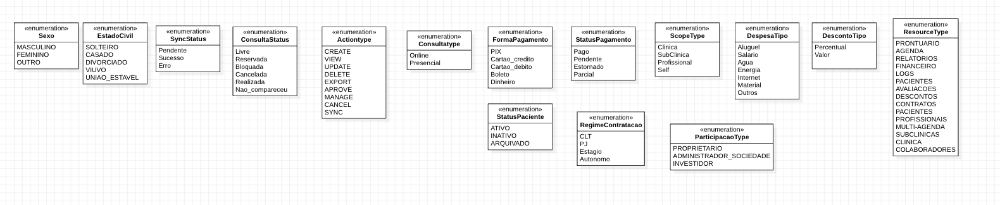 «enumeration»
Sexo
MASCULINO
FEMININO
OUTRO
«enumeration»
EstadoCivil
SOLTEIRO
CASADO
DIVORCIADO
VIUVO
UNIAO_ESTAVEL
«enumeration»
SyncStatus
Pendente
Sucesso
Erro
«enumeration»
ConsultaStatus
Livre
Reservada
Bloquada
Cancelada
Realizada
Nao_compareceu
«enumeration»
Actiontype
CREATE
VIEW
UPDATE
DELETE
EXPORT
APROVE
MANAGE
CANCEL
SYNC
«enumeration»
Consultatype
Online
Presencial
«enumeration»
FormaPagamento
PIX
Cartao_credito
Cartao_debito
Boleto
Dinheiro
«enumeration»
StatusPagamento
Pago
Pendente
Estornado
Parcial
«enumeration»
ScopeType
Clinica
SubClinica
Profissional
Self
«enumeration»
DespesaTipo
Aluguel
Salario
Agua
Energia
Internet
Material
Outros
«enumeration»
DescontoTipo
Percentual
Valor
«enumeration»
ResourceType
PRONTUARIO
AGENDA
RELATORIOS
FINANCEIRO
LOGS
PACIENTES
AVALIACOES
DESCONTOS
CONTRATOS
PACIENTES
PROFISSIONAIS
MULTI-AGENDA
SUBCLINICAS
CLINICA
COLABORADORES
«enumeration»
StatusPaciente
ATIVO
INATIVO
ARQUIVADO
«enumeration»
RegimeContratacao
CLT
PJ
Estagio
Autonomo
«enumeration»
ParticipacaoType
PROPRIETARIO
ADMINISTRADOR_SOCIEDADE
INVESTIDOR